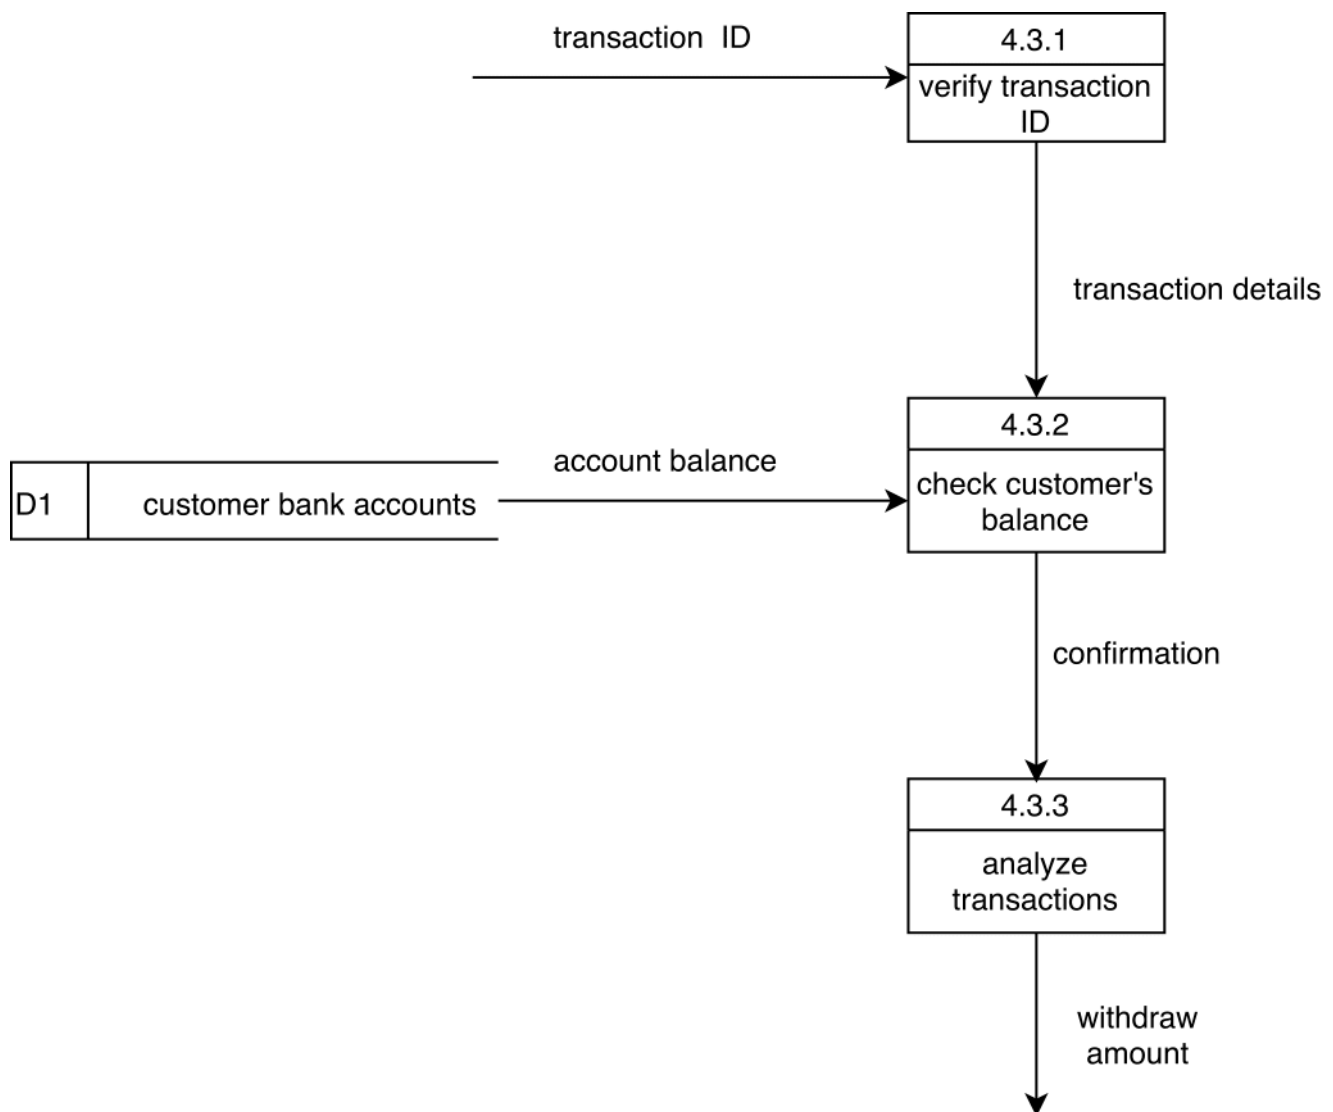 transaction  ID
4.3.1
verify transaction
ID
transaction details
4.3.2
account balance
check customer's
balance
D1
customer bank accounts
confirmation
4.3.3
analyze
transactions
withdraw
amount